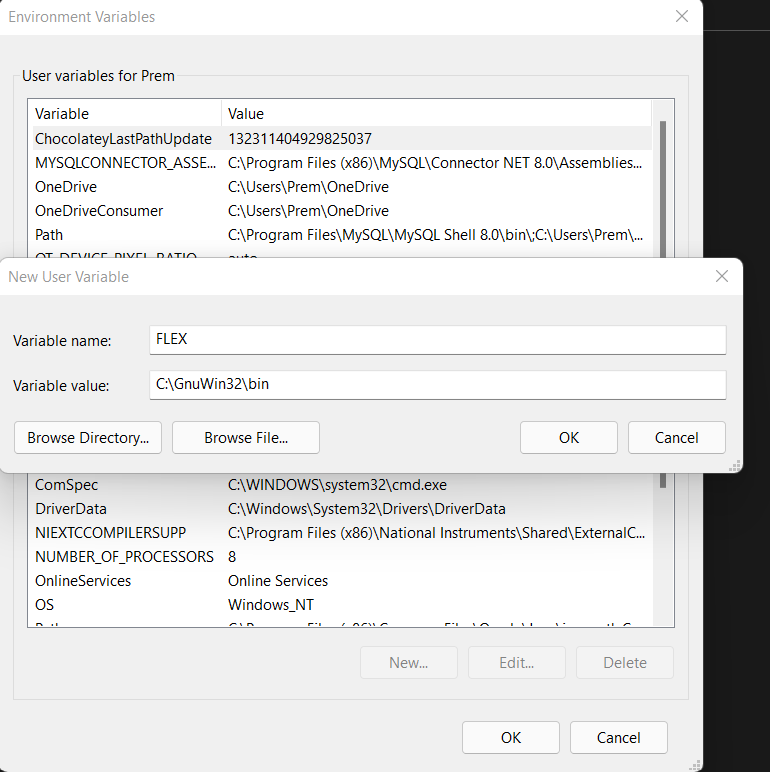 Environment Variables
User variables for Prem
Variable Value
ChocolateyLastPathUpdate 132311404929825037
MYSQLCONNECTOR_ASSE... C:\Program Files (x86)\MySQL\Connector NET 8.0\Assemblies...
OneDrive C:\Users\Prem\OneDrive
OneDriveConsumer C:\Users\Prem\OneDrive
Path C:\Program Files\MySQL\MySQL Shell 8.0\bin\;C:\Users\Prem\...
QT_DEVICE_PIXEL_RATIO auto
New User Variable
Variable name: FLEX
Variable value: C:\GnuWin32\bin
Browse Directory... Browse File... OK Cancel
ComSpec C:\WINDOWS\system32\cmd.exe
DriverData C:\Windows\System32\Drivers\DriverData
NIEXTCCOMPILERSUPP C:\Program Files (x86)\National Instruments\Shared\ExternalC...
NUMBER_OF_PROCESSORS 8
OnlineServices Online Services
OS Windows_NT
Path
New... Edit... Delete
OK Cancel